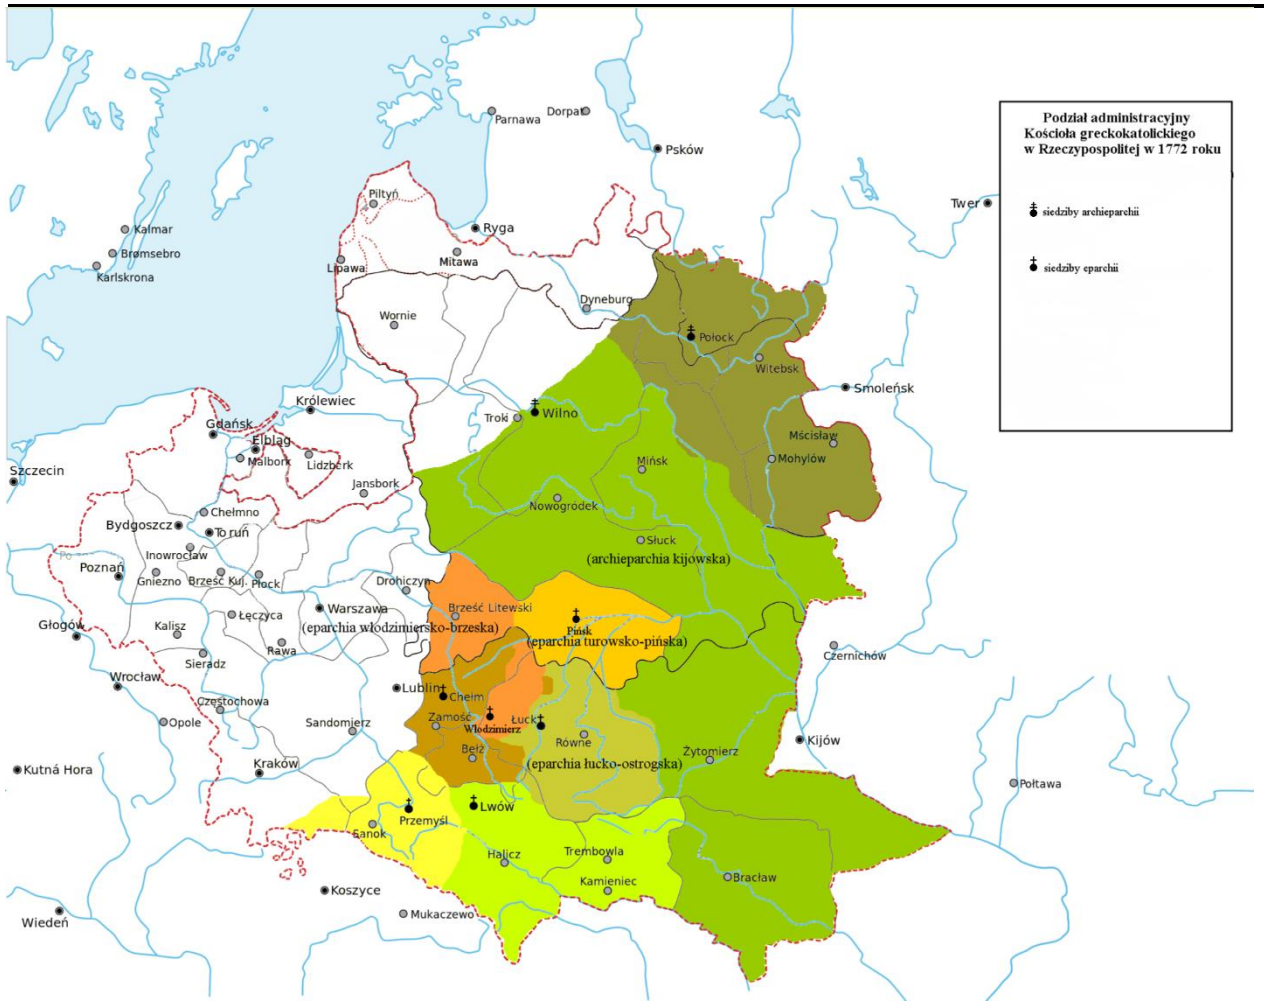 Podział administracyjny
Kościoła greckokatolickiego
w Rzeczypospolitej w 1772 roku
siedziby archieparchii
siedziby eparchii
Parnawa
Dorpat
Psków
Twer
Piltyń
Ryga
Kalmar
Brømsebro
Karlskrona
Lipawa
Mitawa
Dyneburg
Wornie
Połock
Witebsk
Smoleńsk
Królewiec
Troki
Wilno
Gdańsk
Elbląg
Malbork
Lidzbark
Mścisław
Mohylów
Mińsk
Szczecin
Jansbork
Nowogródek
Chełmno
Bydgoszcz
Toruń
Słuck
Inowrocław
(archieparchia kijowska)
Po
Poznań
Gniezno
Brześć Kuj.
Płock
Drohiczyn
Warszawa
Brześć Litewski
(eparchia włodzimiersko-brzeska)
Pińsk
(eparchia turowsko-pińska)
Głogów
Kalisz
Łęczyca
Rawa
Sieradz
Czernichów
Wrocław
Lublin
Chełm
Częstochowa
Opole
Sandomierz
Zamość
Włodzimierz
Łuck
Równe
Kijów
Bełz
(eparchia łucko-ostrogska)
Żytomierz
Kutná Hora
Kraków
Połtawa
Przemyśl
Lwów
Sanok
Halicz
Trembowla
Kamieniec
Bracław
Koszyce
Mukaczewo
Wiedeń